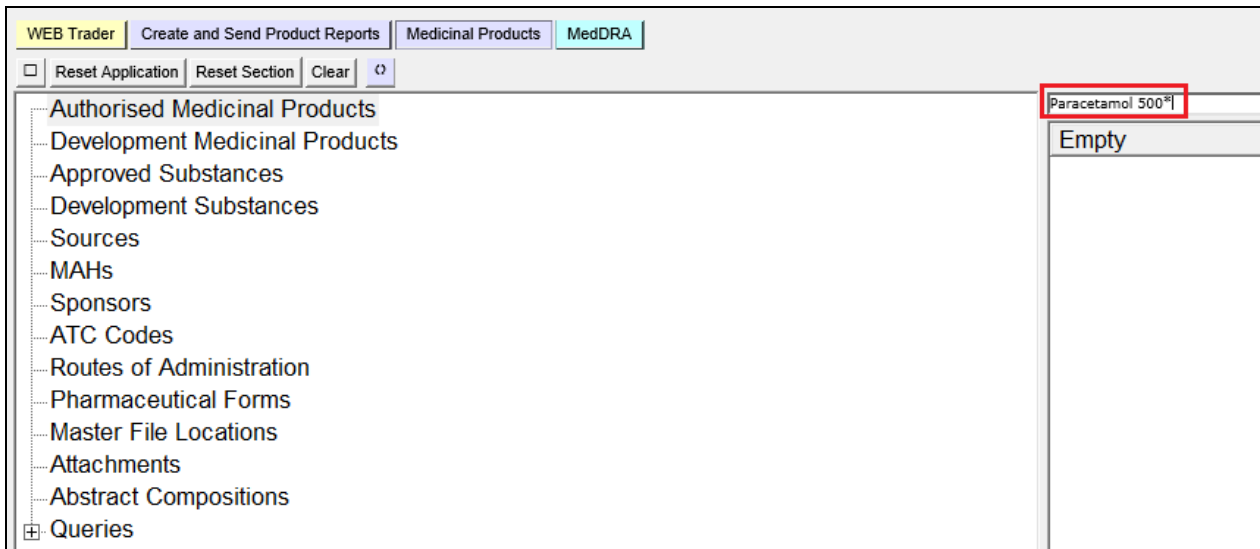 WEB Trader Create and Send Product Reports Medicinal Products MedDRA
Reset Application Reset Section Clear
Authorised Medicinal Products
Development Medicinal Products
Approved Substances
Development Substances
Sources
MAHs
Sponsors
ATC Codes
Routes of Administration
Pharmaceutical Forms
Master File Locations
Attachments
Abstract Compositions
Queries
Paracetamol 500*
Empty